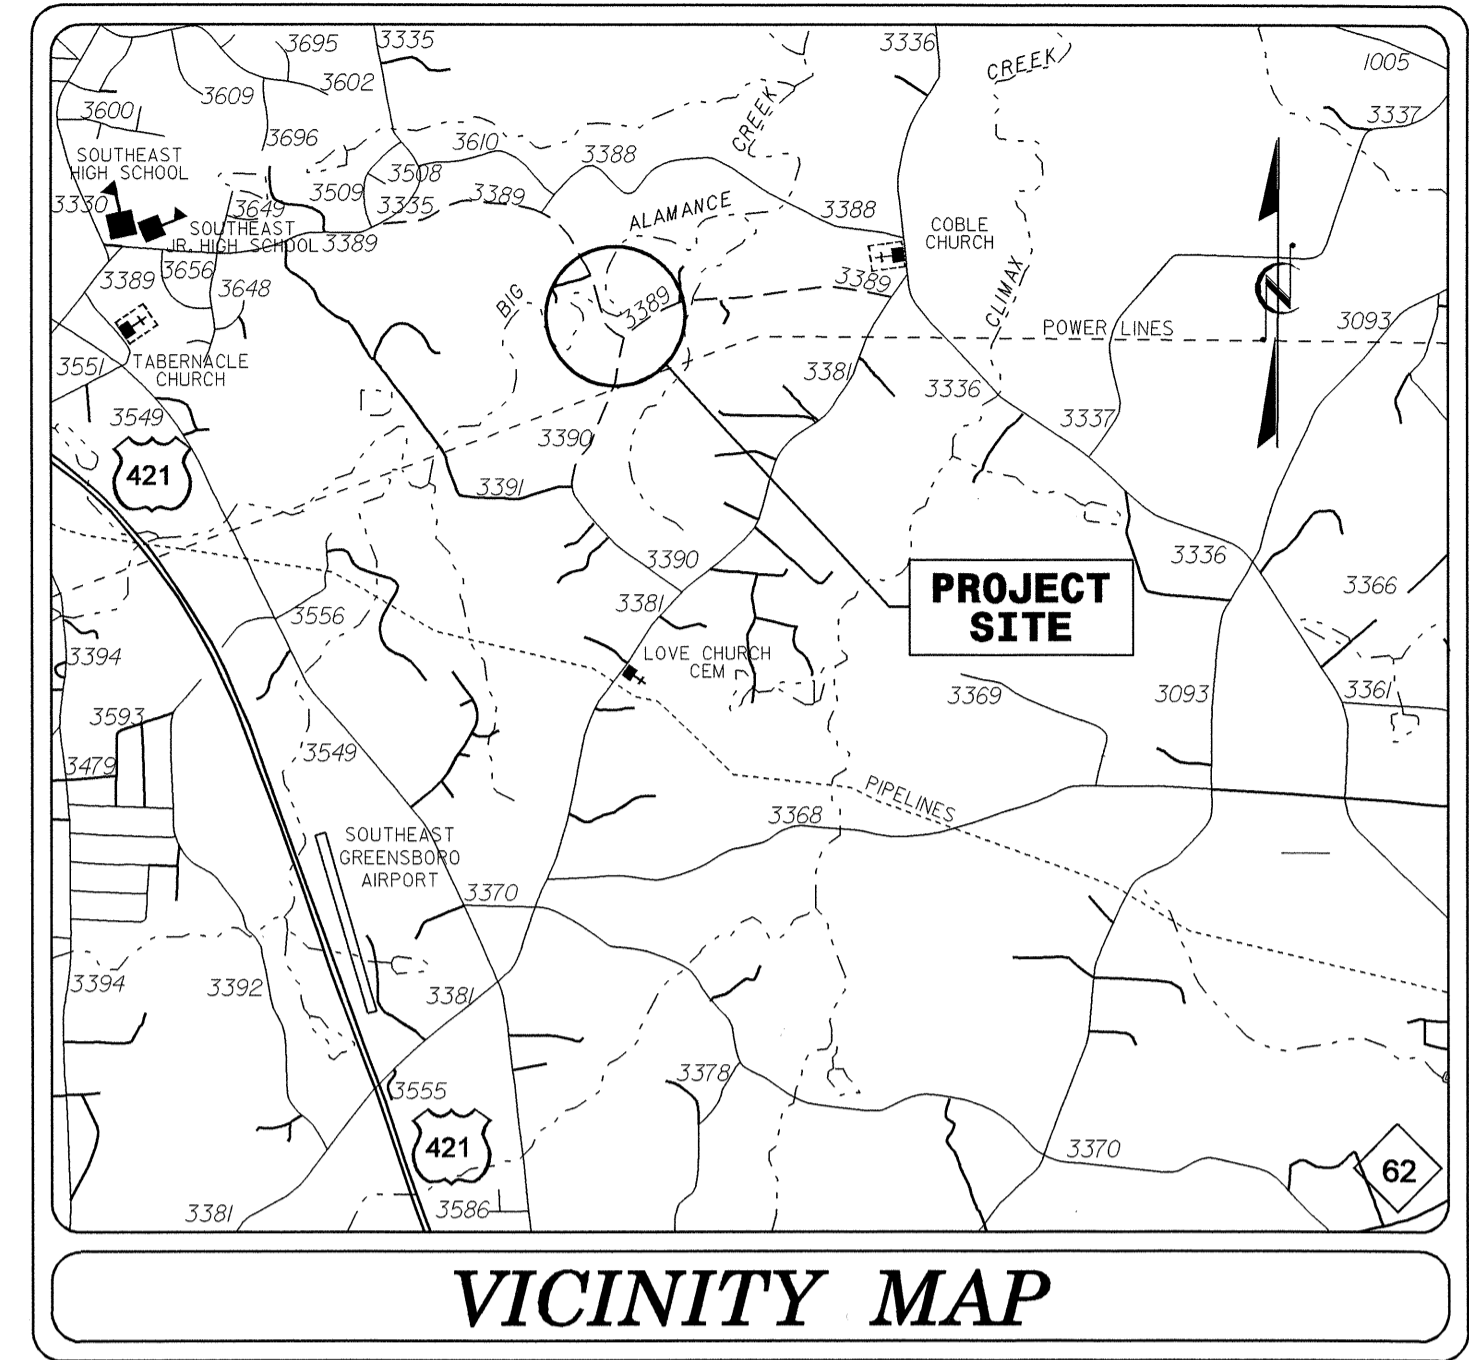 3695
3335
3336
CREEK
1005
3602
3609
3600
CREEK
3337
3696
3610
3388
SOUTHEAST
HIGH SCHOOL
3508
3509
3389
3330
3649
3335
ALAMANCE
3388
SOUTHEAST
JR. HIGH SCHOOL
3389
COBLE
CHURCH
3656
3389
3648
3389
BIG
3389
CLIMAX
N
POWER LINES
3093
TABERNACLE
CHURCH
3551
3381
3336
3549
3337
3390
421
3391
3390
3336
PROJECT
SITE
3366
3381
3556
3394
LOVE CHURCH
CEM
3369
3093
3361
3593
3549
3479
PIPELINES
3368
SOUTHEAST
GREENSBORO
AIRPORT
3370
3394
3392
3381
3378
3555
421
3370
62
3381
3586
VICINITY MAP